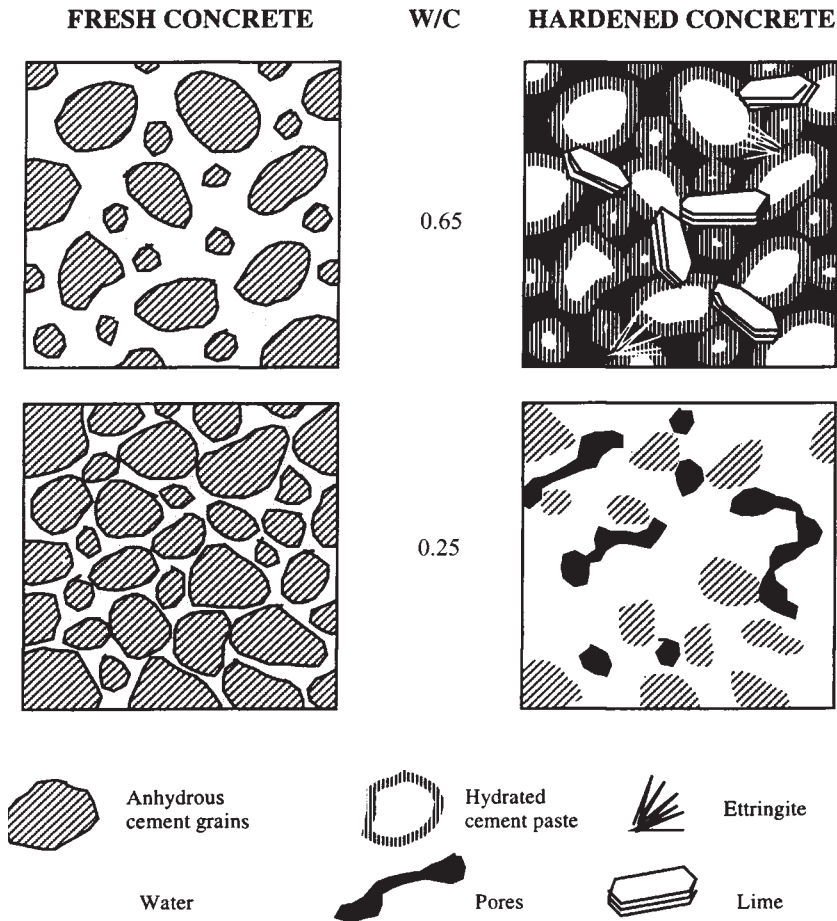 FRESH CONCRETE W/C HARDENED CONCRETE
0.65
0.25
Anhydrous
cement grains
Hydrated
cement paste
Ettringite
Water
Pores
Lime